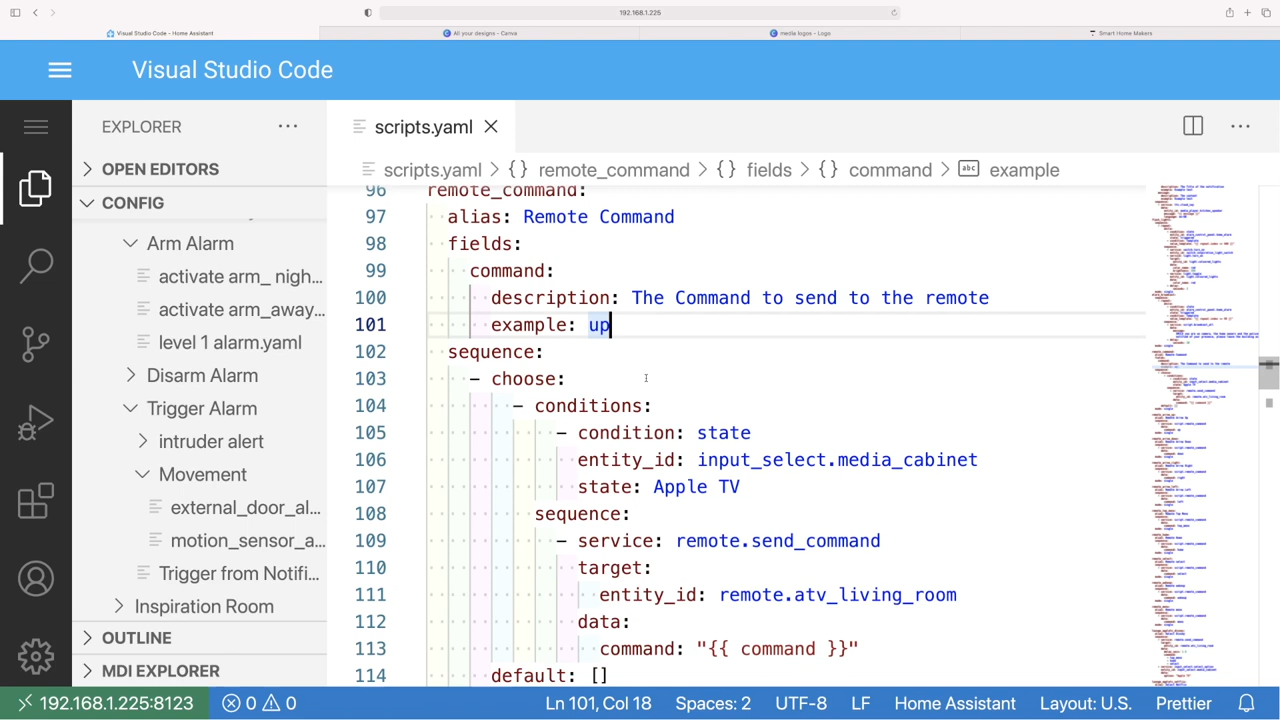 192.168.1.225
Visual Studio Code - Home Assistant
All your designs - Canva
media logos - Logo
Smart Home Makers
Visual Studio Code
EXPLORER
OPEN EDITORS
CONFIG
Arm Alarm
activate arm_nigh...
activate arm_away...
level 1 alarm.yaml
Disarm Alarm
Trigger Alarm
intruder alert
Movement
external_door_al...
motion_sensor_a...
Trigger from No...
Inspiration Room
OUTLINE
MDI EXPLORER
scripts.yaml
scripts.yaml > {} remote_command > {} fields > {} command > abc example
96 remote_command:
97 alias: Remote Command
98 fields:
99 command:
100 description: The Command to send to the remote
101 example: up
102 sequence:
103 - choose:
104 - conditions:
105 - condition: state
106 entity_id: input_select.media_cabinet
107 state: Apple TV
108 sequence:
109 - service: remote.send_command
110 target:
111 entity_id: remote.atv_living_room
112 data:
113 command: "{{ command }}"
114 default:
192.168.1.225:8123
0 0
Ln 101, Col 18
Spaces: 2
UTF-8
LF
Home Assistant
Layout: U.S.
Prettier